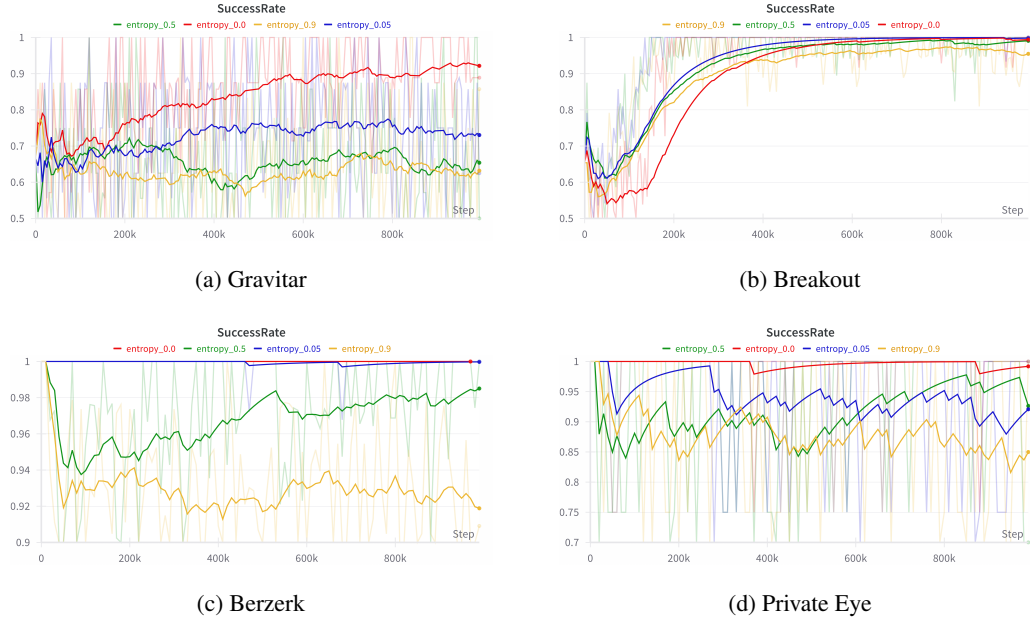 SuccessRate
entropy_0.5 entropy_0.0 entropy_0.9 entropy_0.05
1
0.9
0.8
0.7
0.6
0.5
Step
0 200k 400k 600k 800k
(a) Gravitar
SuccessRate
entropy_0.9 entropy_0.5 entropy_0.05 entropy_0.0
1
0.9
0.8
0.7
0.6
0.5
Step
0 200k 400k 600k 800k
(b) Breakout
SuccessRate
entropy_0.0 entropy_0.5 entropy_0.05 entropy_0.9
1
0.98
0.96
0.94
0.92
0.9
Step
0 200k 400k 600k 800k
(c) Berzerk
SuccessRate
entropy_0.5 entropy_0.0 entropy_0.05 entropy_0.9
1
0.95
0.9
0.85
0.8
0.75
0.7
Step
0 200k 400k 600k 800k
(d) Private Eye